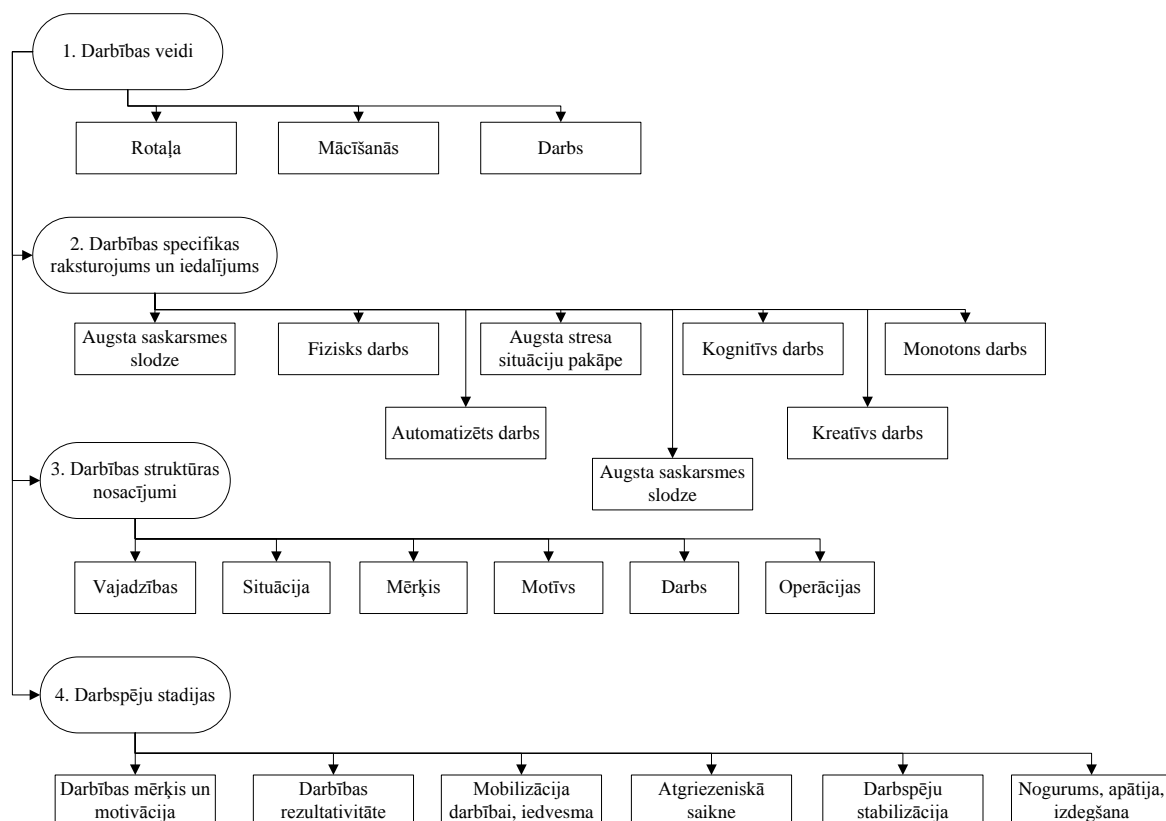 1. Darbības veidi
Rotaļa
Mācīšanās
Darbs
2. Darbības specifikas
raksturojums un iedalījums
Augsta saskarsmes
slodze
Fizisks darbs
Augsta stresa
situāciju pakāpe
Kognitīvs darbs
Monotons darbs
Automatizēts darbs
Kreatīvs darbs
Augsta saskarsmes
slodze
3. Darbības struktūras
nosacījumi
Vajadzības
Situācija
Mērķis
Motīvs
Darbs
Operācijas
4. Darbspēju stadijas
Darbības mērķis un
motivācija
Darbības
rezultativitāte
Mobilizācija
darbībai, iedvesma
Atgriezeniskā
saikne
Darbspēju
stabilizācija
Nogurums, apātija,
izdegšana